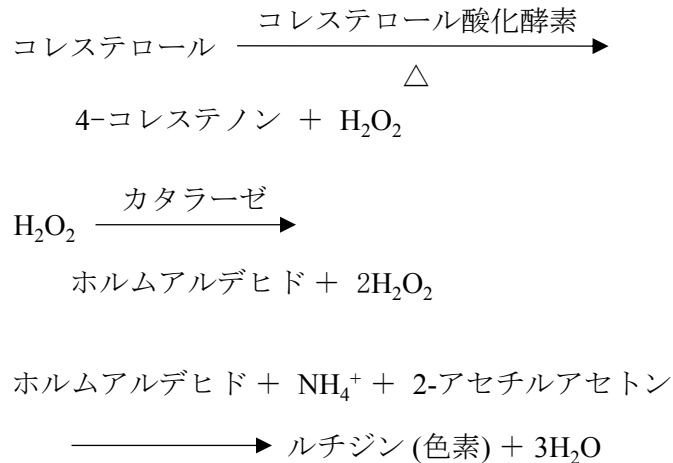 コレステロール酸化酵素
コレステロール
△
4-コレステノン + H₂O₂
カタラーゼ
H₂O₂
ホルムアルデヒド + 2H₂O₂
ホルムアルデヒド + NH₄⁺ + 2-アセチルアセトン
ルチジン (色素) + 3H₂O